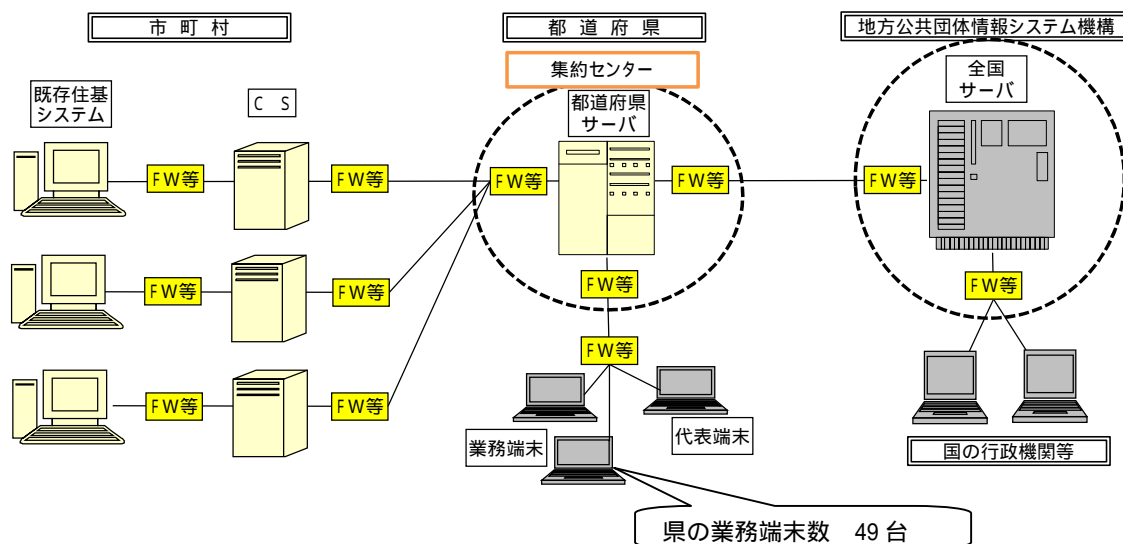 市 町 村
都 道 府 県
地方公共団体情報システム機構
集約センター
既存住基
システム
C S
都道府県
サーバ
全国
サーバ
FW等
FW等
FW等
FW等
FW等
FW等
FW等
FW等
FW等
FW等
FW等
FW等
FW等
業務端末
代表端末
国の行政機関等
県の業務端末数 49 台